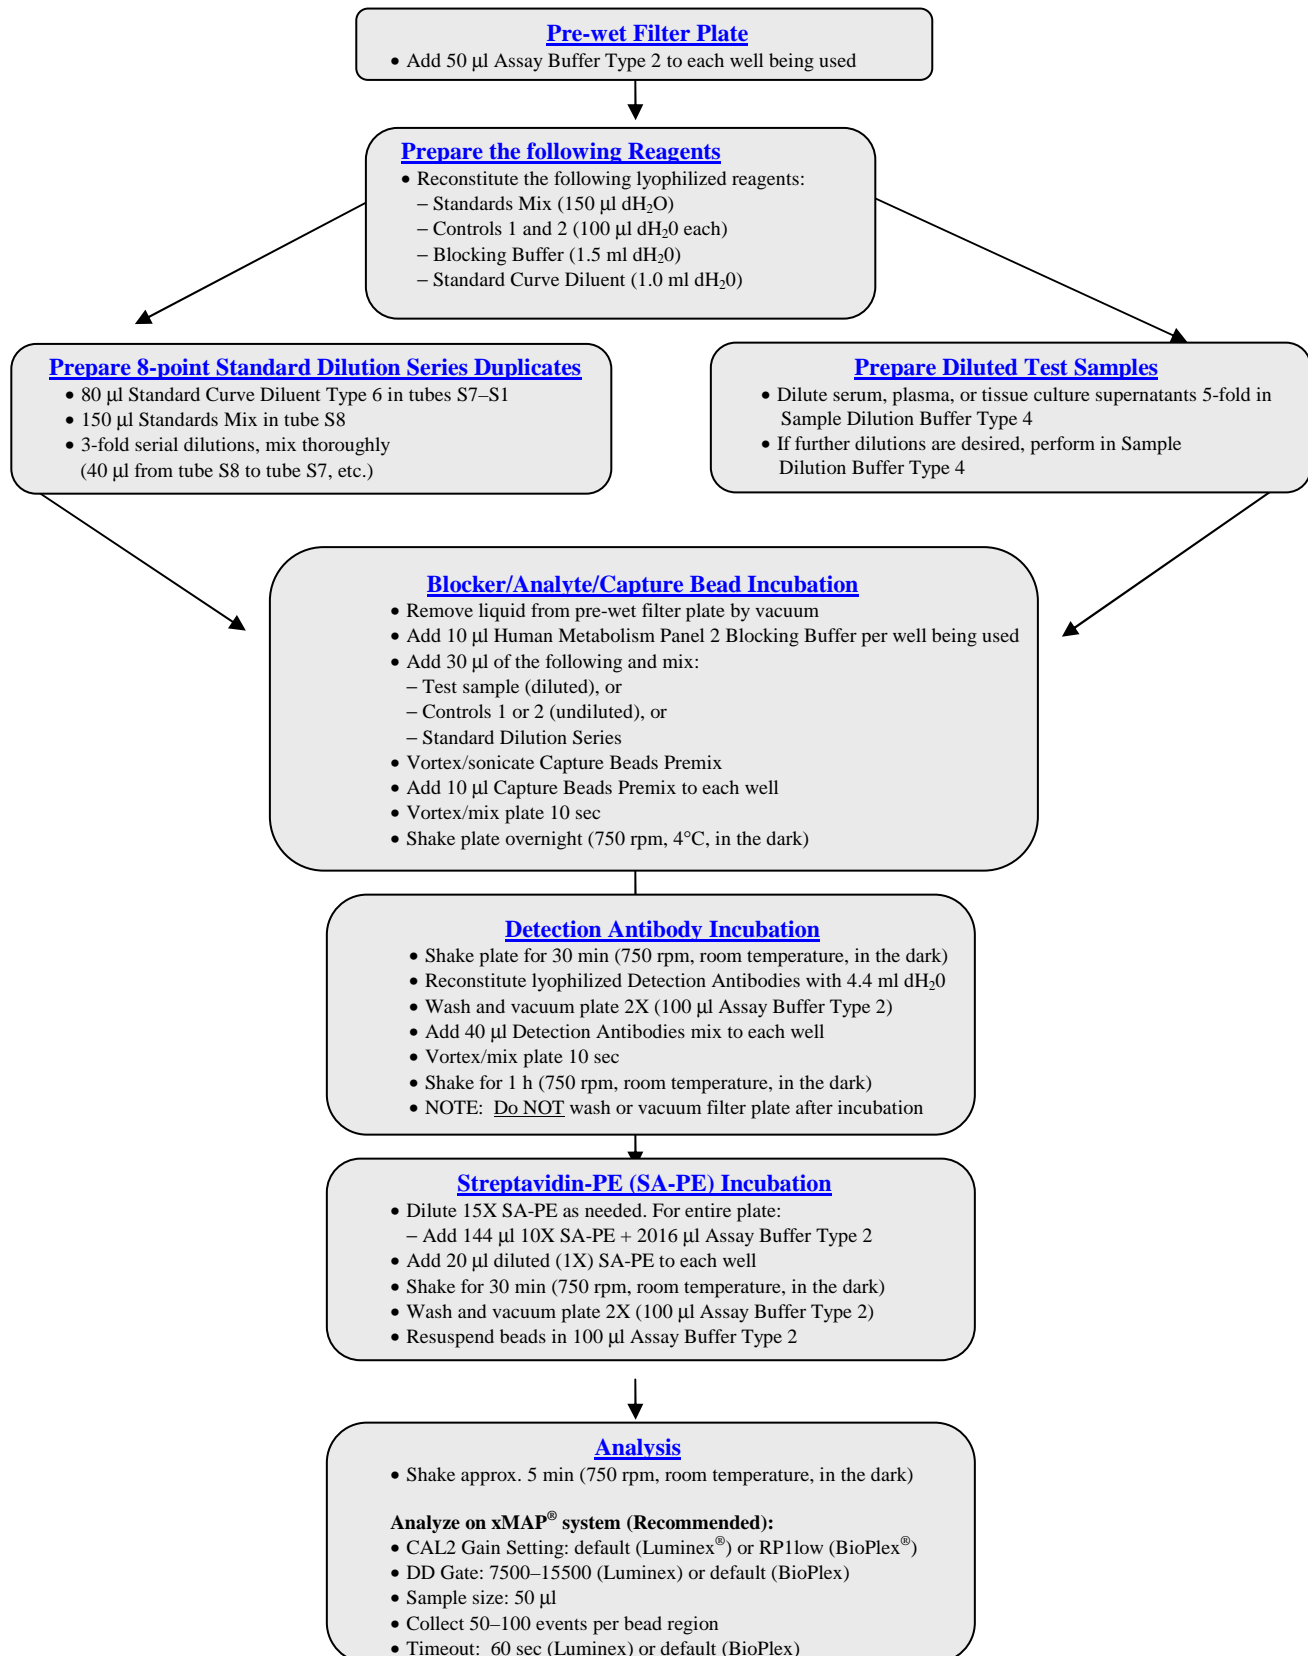 Pre-wet Filter Plate
• Add 50 µl Assay Buffer Type 2 to each well being used
Prepare the following Reagents
• Reconstitute the following lyophilized reagents:
– Standards Mix (150 µl dH₂O)
– Controls 1 and 2 (100 µl dH₂0 each)
– Blocking Buffer (1.5 ml dH₂0)
– Standard Curve Diluent (1.0 ml dH₂0)
Prepare 8-point Standard Dilution Series Duplicates
• 80 µl Standard Curve Diluent Type 6 in tubes S7–S1
• 150 µl Standards Mix in tube S8
• 3-fold serial dilutions, mix thoroughly
(40 µl from tube S8 to tube S7, etc.)
Prepare Diluted Test Samples
• Dilute serum, plasma, or tissue culture supernatants 5-fold in
Sample Dilution Buffer Type 4
• If further dilutions are desired, perform in Sample
Dilution Buffer Type 4
Blocker/Analyte/Capture Bead Incubation
• Remove liquid from pre-wet filter plate by vacuum
• Add 10 µl Human Metabolism Panel 2 Blocking Buffer per well being used
• Add 30 µl of the following and mix:
– Test sample (diluted), or
– Controls 1 or 2 (undiluted), or
– Standard Dilution Series
• Vortex/sonicate Capture Beads Premix
• Add 10 µl Capture Beads Premix to each well
• Vortex/mix plate 10 sec
• Shake plate overnight (750 rpm, 4°C, in the dark)
Detection Antibody Incubation
• Shake plate for 30 min (750 rpm, room temperature, in the dark)
• Reconstitute lyophilized Detection Antibodies with 4.4 ml dH₂0
• Wash and vacuum plate 2X (100 µl Assay Buffer Type 2)
• Add 40 µl Detection Antibodies mix to each well
• Vortex/mix plate 10 sec
• Shake for 1 h (750 rpm, room temperature, in the dark)
• NOTE: Do NOT wash or vacuum filter plate after incubation
Streptavidin-PE (SA-PE) Incubation
• Dilute 15X SA-PE as needed. For entire plate:
– Add 144 µl 10X SA-PE + 2016 µl Assay Buffer Type 2
• Add 20 µl diluted (1X) SA-PE to each well
• Shake for 30 min (750 rpm, room temperature, in the dark)
• Wash and vacuum plate 2X (100 µl Assay Buffer Type 2)
• Resuspend beads in 100 µl Assay Buffer Type 2
Analysis
• Shake approx. 5 min (750 rpm, room temperature, in the dark)
Analyze on xMAP® system (Recommended):
• CAL2 Gain Setting: default (Luminex®) or RP1low (BioPlex®)
• DD Gate: 7500–15500 (Luminex) or default (BioPlex)
• Sample size: 50 µl
• Collect 50–100 events per bead region
• Timeout: 60 sec (Luminex) or default (BioPlex)